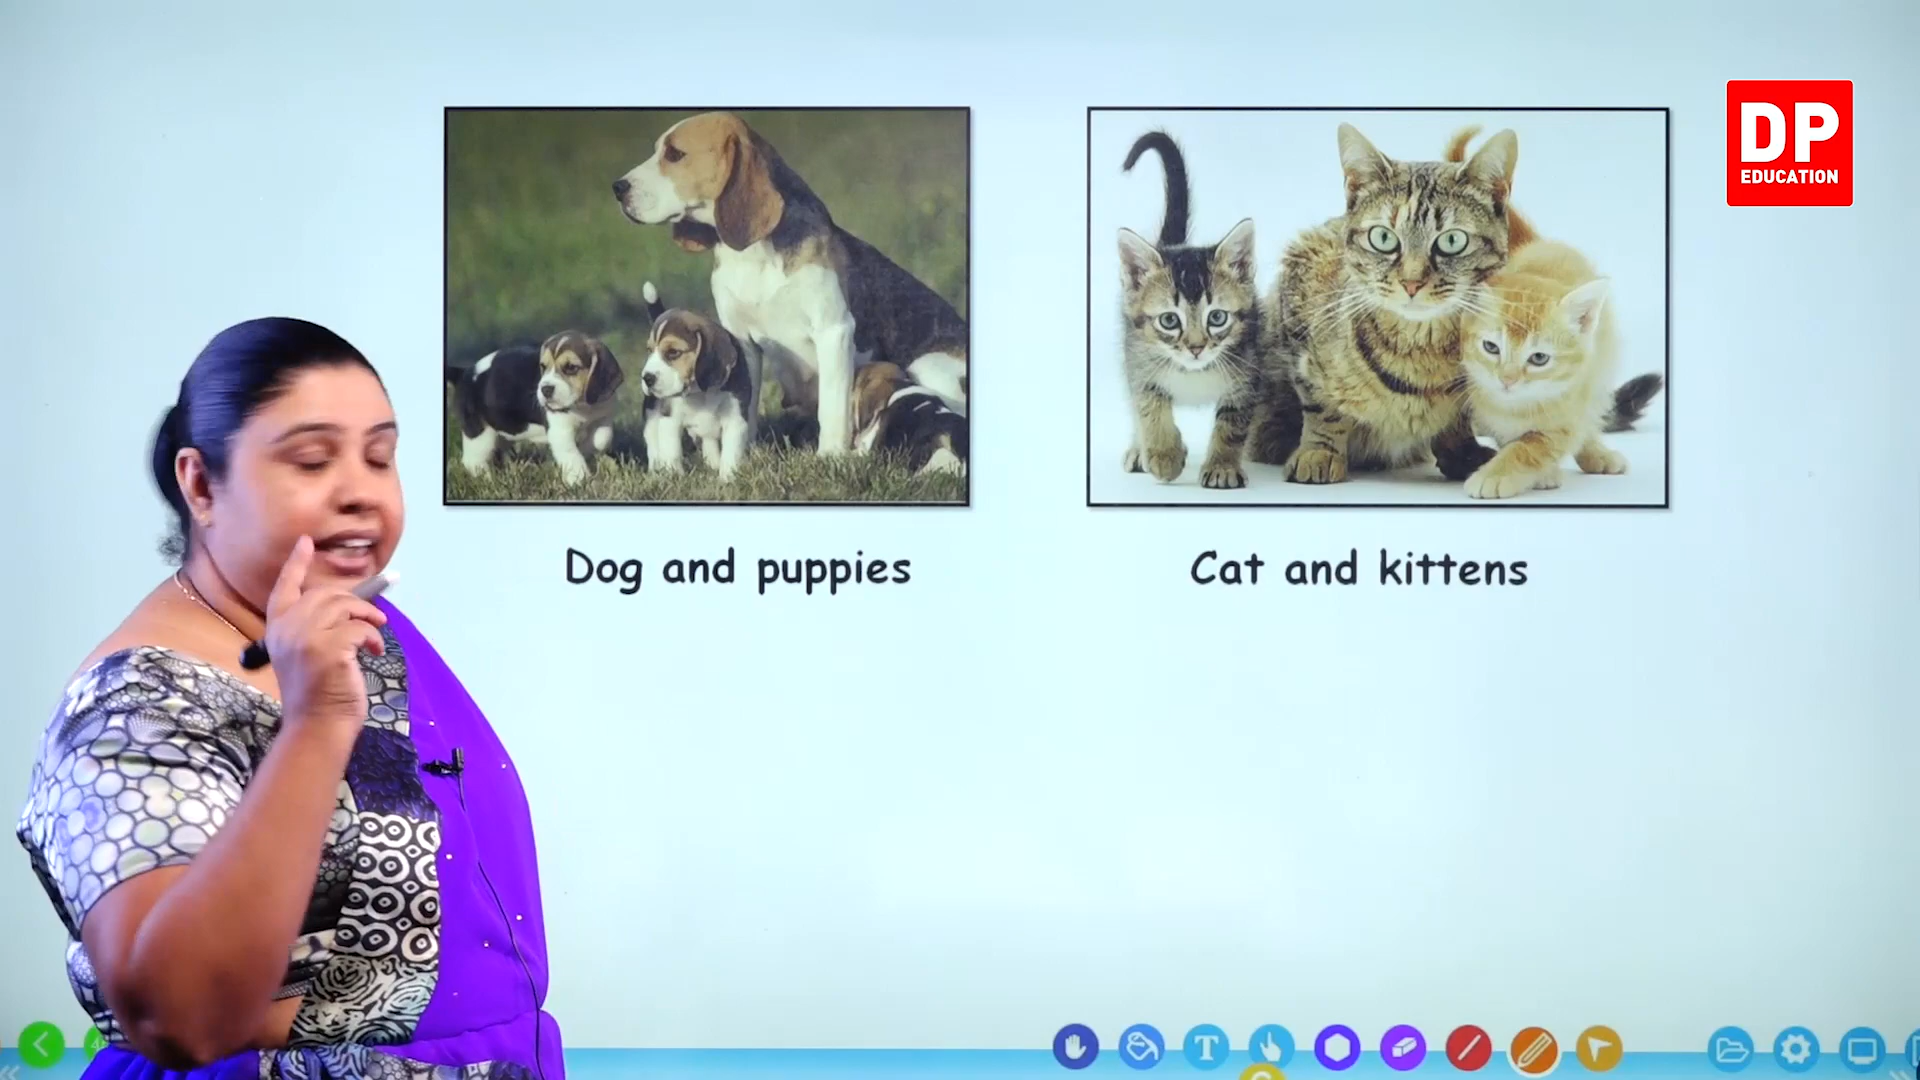 DP
EDUCATION
Dog and puppies
Cat and kittens
T